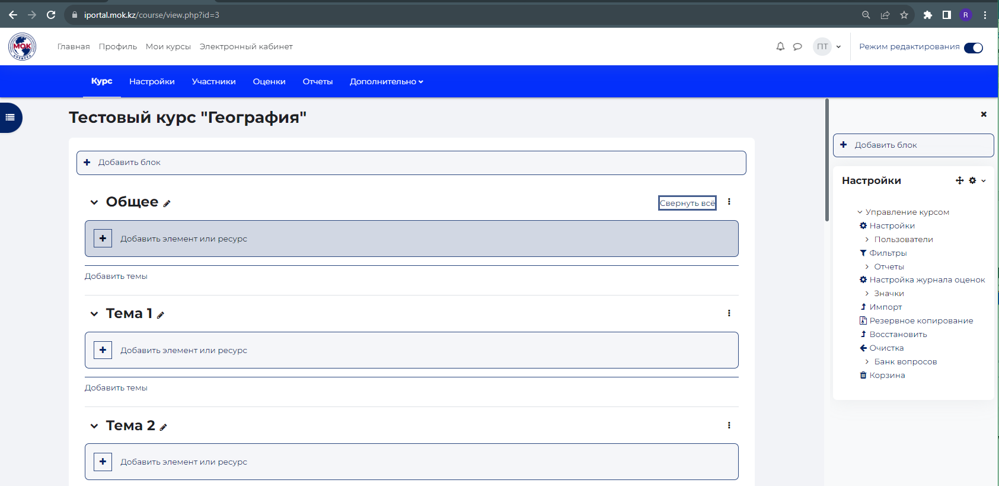 iportal.mok.kz/course/view.php?id=3
R
МОК
Главная Профиль Мои курсы Электронный кабинет
ПТ
Режим редактирования
Курс Настройки Участники Оценки Отчеты Дополнительно
Тестовый курс "География"
Добавить блок
Общее
Свернуть всё
Добавить элемент или ресурс
Добавить темы
Тема 1
Добавить элемент или ресурс
Добавить темы
Тема 2
Добавить элемент или ресурс
Добавить блок
Настройки
Управление курсом
Настройки
Пользователи
Фильтры
Отчеты
Настройка журнала оценок
Значки
Импорт
Резервное копирование
Восстановить
Очистка
Банк вопросов
Корзина